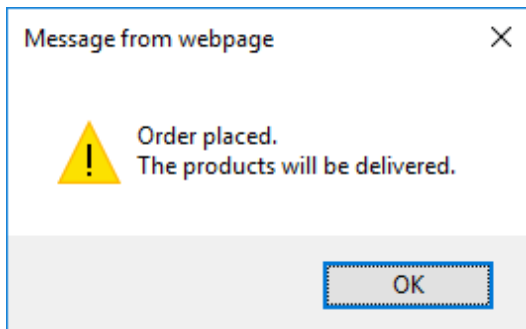 Message from webpage
Order placed.
The products will be delivered.
OK